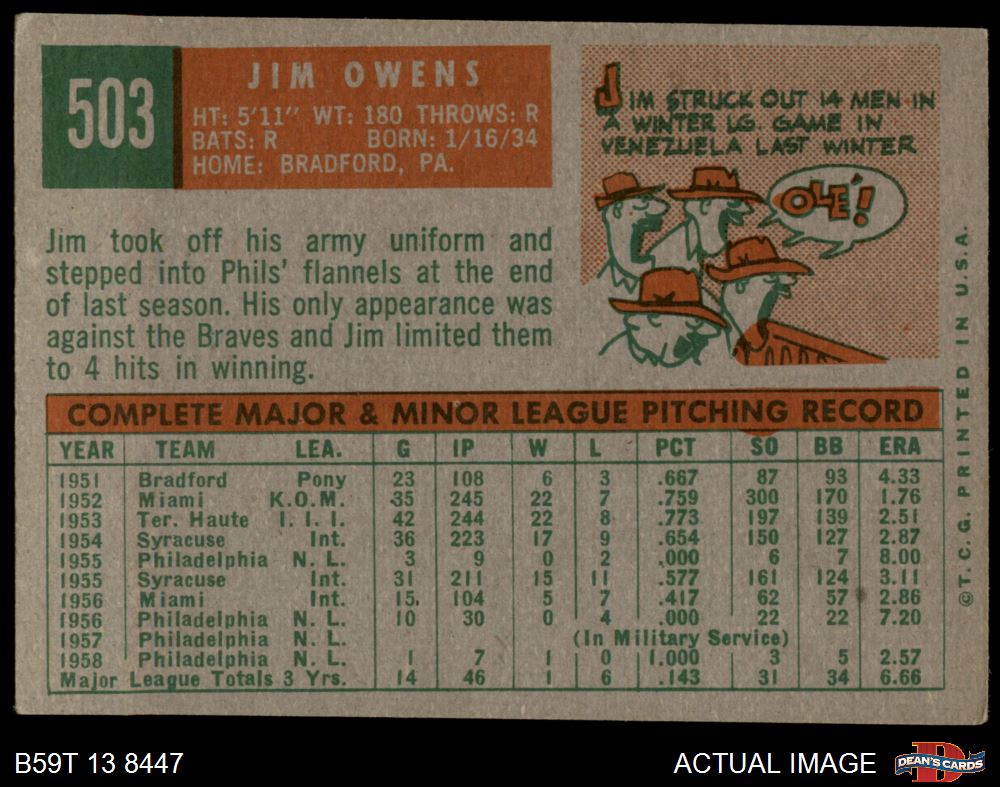 503
JIM OWENS
HT: 5'11" WT: 180 THROWS: R
BATS: R BORN: 1/16/34
HOME: BRADFORD, PA.
JIM STRUCK OUT 14 MEN IN
A WINTER LG. GAME IN
VENEZUELA LAST WINTER
OLÉ!
Jim took off his army uniform and
stepped into Phils' flannels at the end
of last season. His only appearance was
against the Braves and Jim limited them
to 4 hits in winning.
COMPLETE MAJOR & MINOR LEAGUE PITCHING RECORD
YEAR TEAM LEA. G IP W L PCT SO BB ERA
1951 Bradford Pony 23 108 6 3 .667 87 93 4.33
1952 Miami K.O.M. 35 245 22 7 .759 300 170 1.76
1953 Ter. Haute I. I. I. 42 244 22 8 .773 197 139 2.51
1954 Syracuse Int. 36 223 17 9 .654 150 127 2.87
1955 Philadelphia N. L. 3 9 0 2 .000 6 7 8.00
1955 Syracuse Int. 31 211 15 11 .577 161 124 3.11
1956 Miami Int. 15 104 5 7 .417 62 57 2.86
1956 Philadelphia N. L. 10 30 0 4 .000 22 22 7.20
1957 Philadelphia N. L. (In Military Service)
1958 Philadelphia N. L. 1 7 1 0 1.000 3 5 2.57
Major League Totals 3 Yrs. 14 46 1 6 .143 31 34 6.66
©T.C.G. PRINTED IN U.S.A.
B59T 13 8447
ACTUAL IMAGE
DEAN'S CARDS